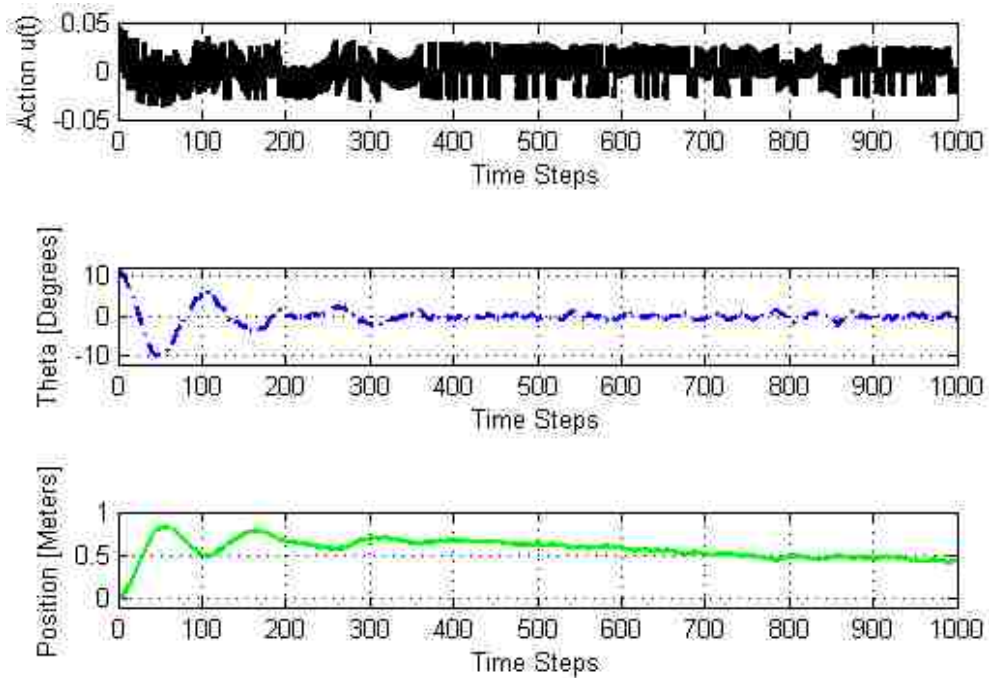 Action u(t)
0.05
0
-0.05
0 100 200 300 400 500 600 700 800 900 1000
Time Steps
Theta [Degrees]
10
0
-10
0 100 200 300 400 500 600 700 800 900 1000
Time Steps
Position [Meters]
1
0.5
0
0 100 200 300 400 500 600 700 800 900 1000
Time Steps